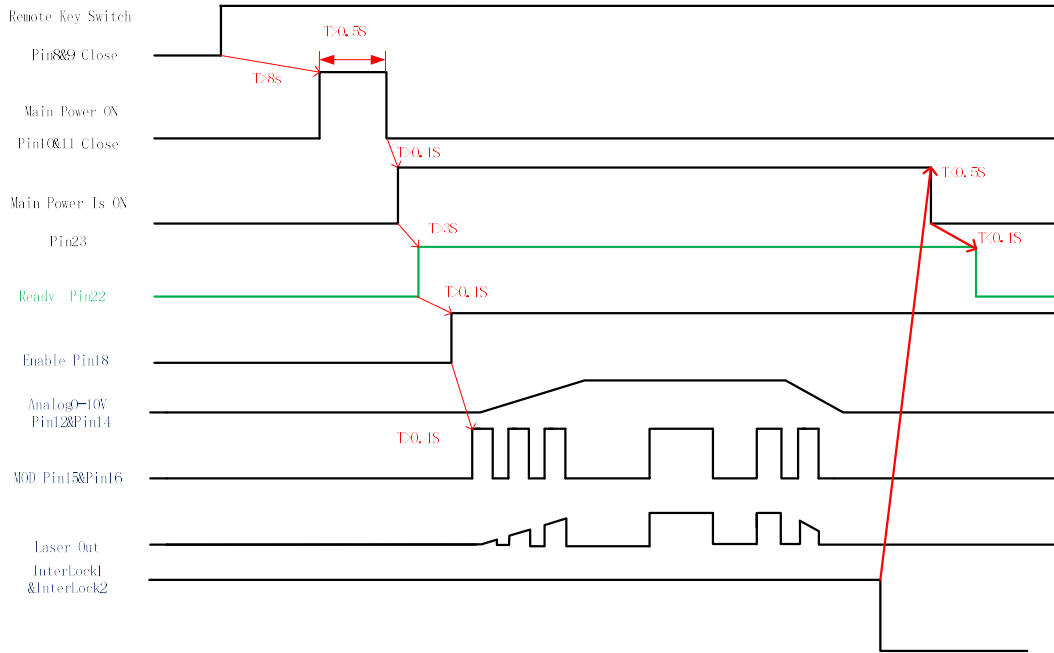 Remote Key Switch
T>0.5S
Pin8&9 Close
T>8s
Main Power ON
Pin10&11 Close
T>0.1S
T<0.5S
Main Power Is ON
T>3S
T<0.1S
Pin23
Ready Pin22
T>0.1S
Enable Pin18
Analog0-10V
Pin12&Pin14
T>0.1S
MOD Pin15&Pin16
Laser Out
InterLock1
&InterLock2